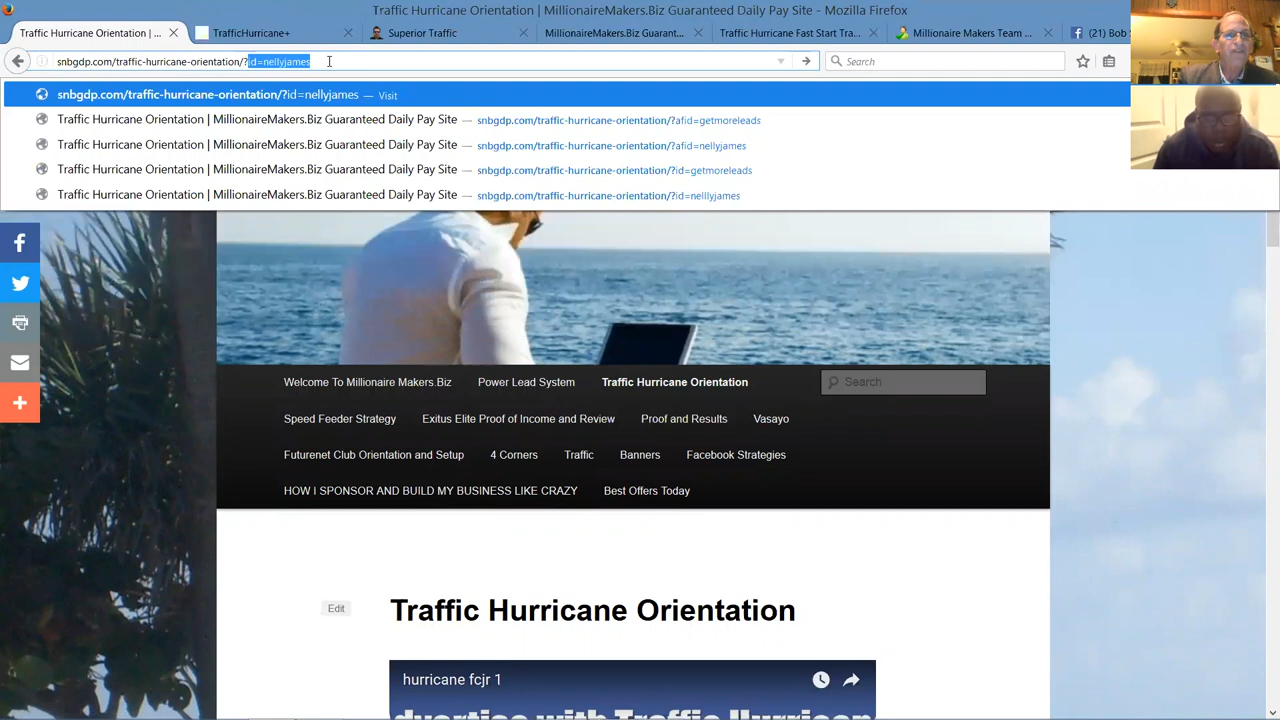 Traffic Hurricane Orientation | MillionaireMakers.Biz Guaranteed Daily Pay Site - Mozilla Firefox
Traffic Hurricane Orientation | ...
TrafficHurricane+
Superior Traffic
MillionaireMakers.Biz Guarant...
Traffic Hurricane Fast Start Tra...
Millionaire Makers Team ...
(21) Bob S
snbgdp.com/traffic-hurricane-orientation/?id=nellyjames
Search
snbgdp.com/traffic-hurricane-orientation/?id=nellyjames — Visit
Traffic Hurricane Orientation | MillionaireMakers.Biz Guaranteed Daily Pay Site — snbgdp.com/traffic-hurricane-orientation/?afid=getmoreleads
Traffic Hurricane Orientation | MillionaireMakers.Biz Guaranteed Daily Pay Site — snbgdp.com/traffic-hurricane-orientation/?afid=nellyjames
Traffic Hurricane Orientation | MillionaireMakers.Biz Guaranteed Daily Pay Site — snbgdp.com/traffic-hurricane-orientation/?id=getmoreleads
Traffic Hurricane Orientation | MillionaireMakers.Biz Guaranteed Daily Pay Site — snbgdp.com/traffic-hurricane-orientation/?id=nelllyjames
Welcome To Millionaire Makers.Biz
Power Lead System
Traffic Hurricane Orientation
Search
Speed Feeder Strategy
Exitus Elite Proof of Income and Review
Proof and Results
Vasayo
Futurenet Club Orientation and Setup
4 Corners
Traffic
Banners
Facebook Strategies
HOW I SPONSOR AND BUILD MY BUSINESS LIKE CRAZY
Best Offers Today
Edit
Traffic Hurricane Orientation
hurricane fcjr 1
dvertise with Traffic Hurrican